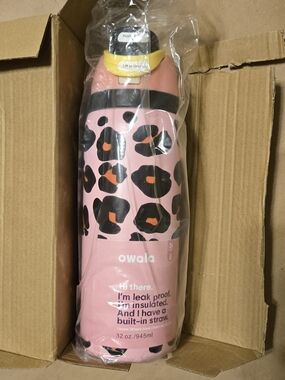 owala
Hi there.
I'm leak proof.
I'm insulated.
And I have a
built-in straw.
32 oz./945ml